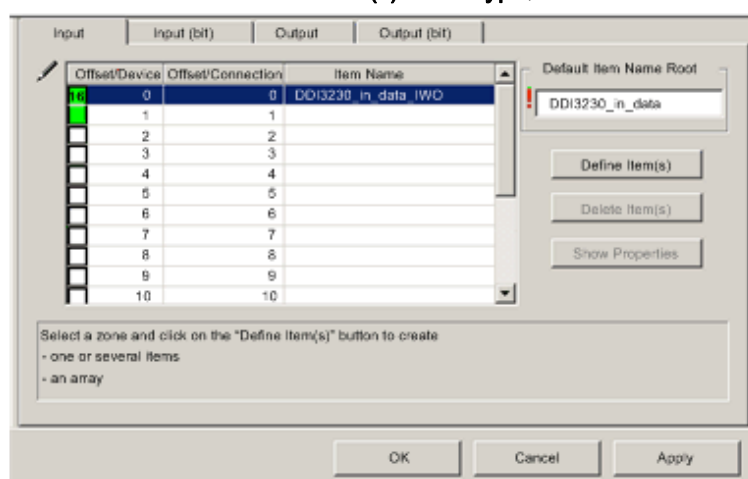 Input Input (bit) Output Output (bit)
Offset/Device Offset/Connection Item Name
16 0 0 DDI3230_in_data_IWO
1 1
2 2
3 3
4 4
5 5
6 6
7 7
8 8
9 9
10 10
Default Item Name Root
! DDI3230_in_data
Define Item(s)
Delete Item(s)
Show Properties
Select a zone and click on the "Define Item(s)" button to create
- one or several items
- an array
OK Cancel Apply